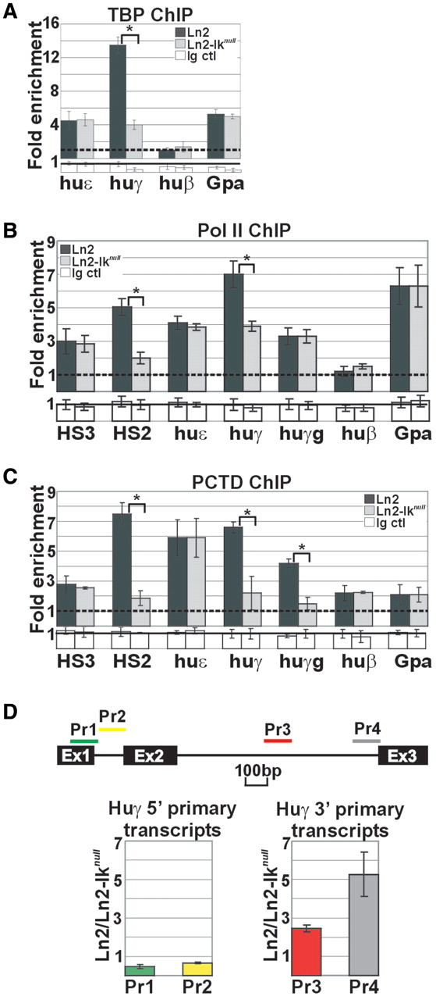 A
TBP ChIP
Fold enrichment
16
12
8
4
1
Ln2
Ln2-Ik^null
Ig ctl
*
huε huγ huβ Gpa
B
Pol II ChIP
Fold enrichment
9
7
5
3
1
1
Ln2
Ln2-Ik^null
Ig ctl
* *
HS3 HS2 huε huγ huγg huβ Gpa
C
PCTD ChIP
Fold enrichment
9
7
5
3
1
1
Ln2
Ln2-Ik^null
Ig ctl
* * *
HS3 HS2 huε huγ huγg huβ Gpa
D
Pr1 Pr2 Pr3 Pr4
Ex1 Ex2 Ex3
100bp
Huγ 5' primary
transcripts
Ln2/Ln2-Ik^null
7
5
3
1
Pr1 Pr2
Huγ 3' primary
transcripts
Ln2/Ln2-Ik^null
7
5
3
1
Pr3 Pr4